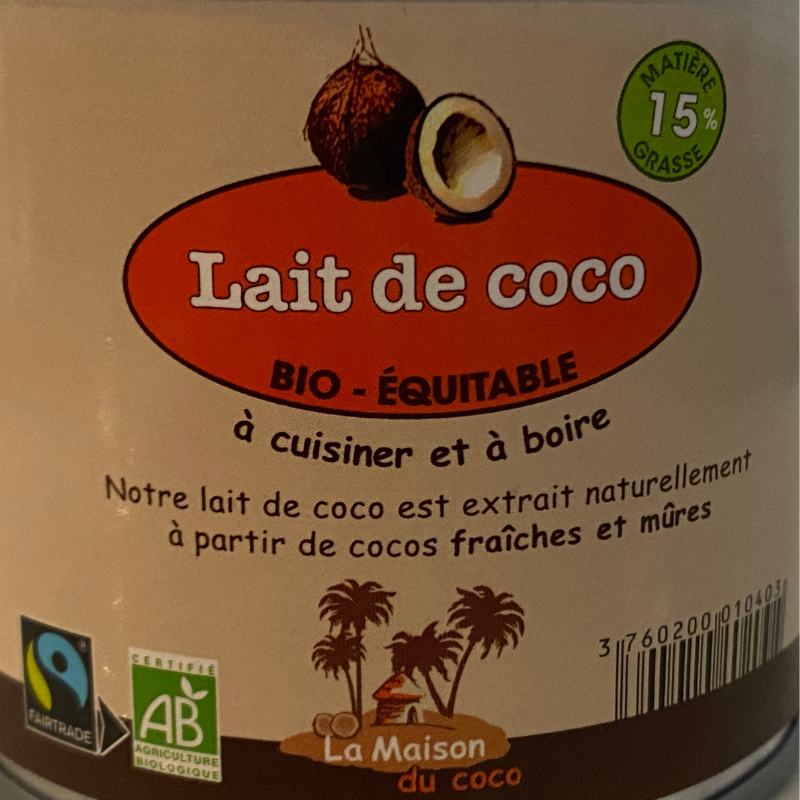 MATIÈRE
15%
GRASSE
Lait de coco
BIO - ÉQUITABLE
à cuisiner et à boire
Notre lait de coco est extrait naturellement
à partir de cocos fraîches et mûres
3 760200 010403
FAIRTRADE
CERTIFIÉ
AB
AGRICULTURE
BIOLOGIQUE
La Maison
du coco